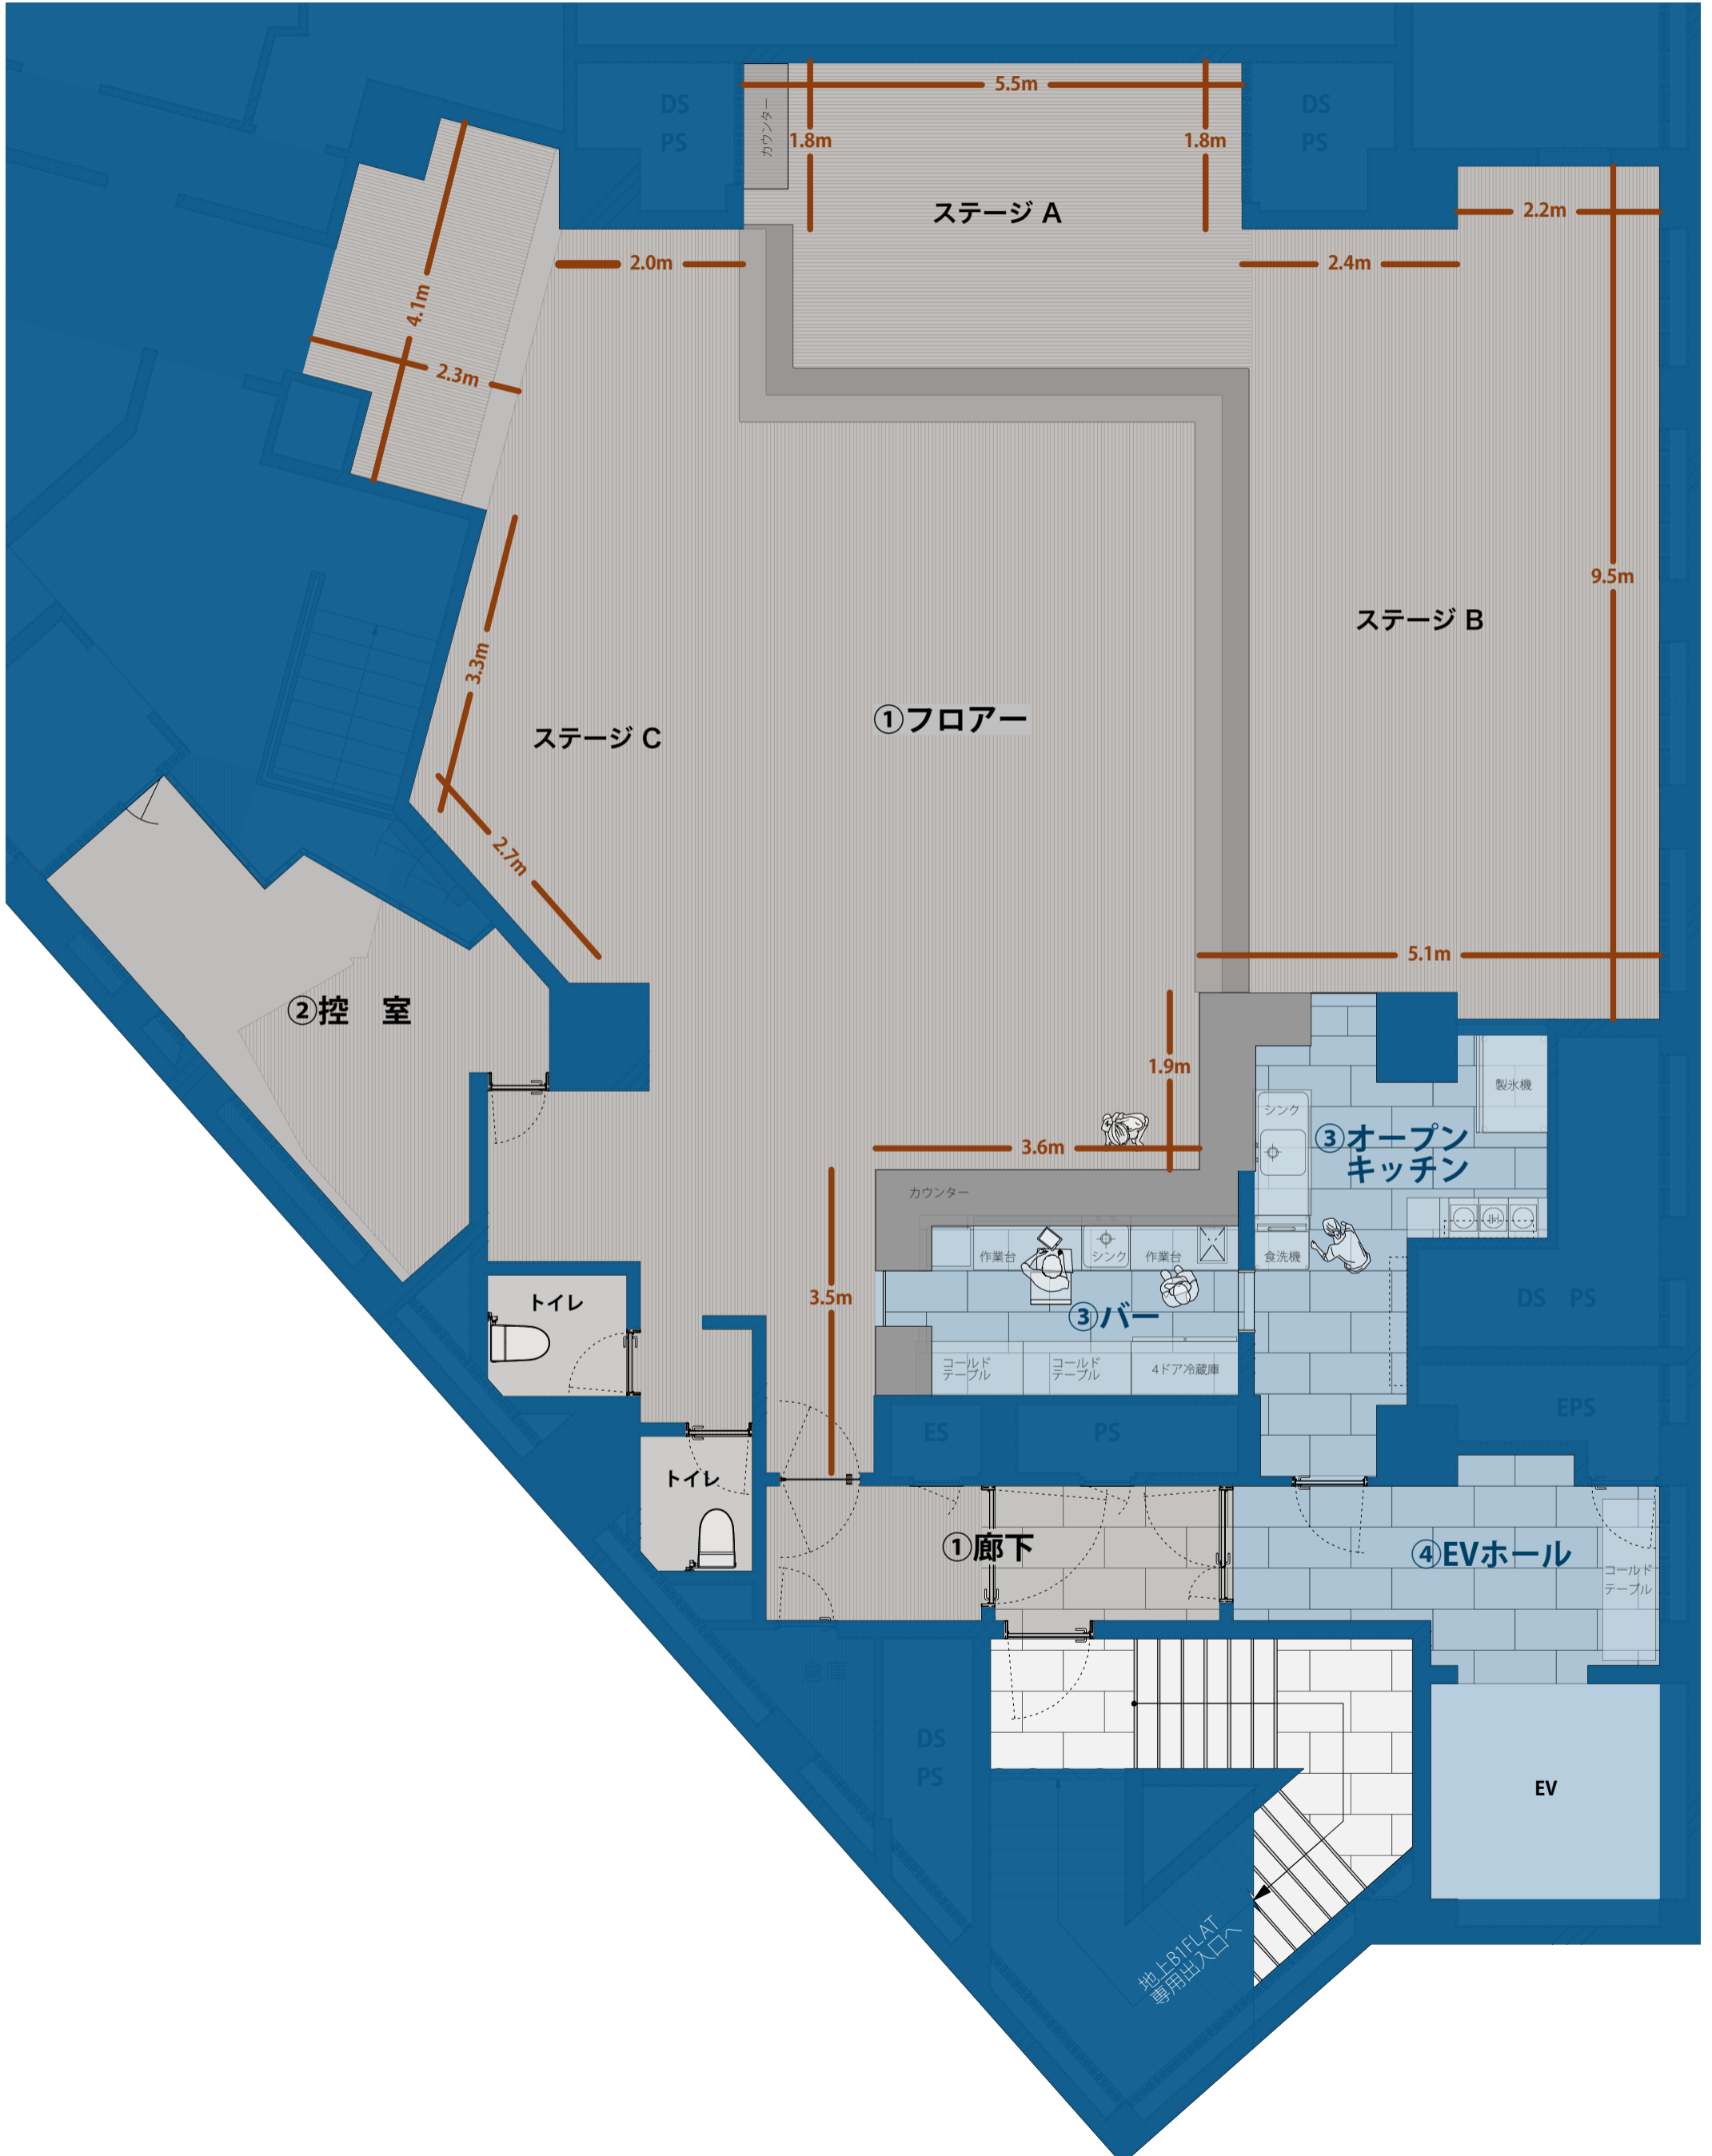 5.5m
DS
PS
カウンター
1.8m
1.8m
DS
PS
ステージ A
2.2m
2.0m
2.4m
4.1m
2.3m
9.5m
ステージ B
3.3m
①フロアー
ステージ C
2.7m
5.1m
②控 室
1.9m
製氷機
シンク
③オープン
キッチン
3.6m
カウンター
作業台
シンク
作業台
食洗機
3.5m
トイレ
③バー
DS PS
コールド
テーブル
コールド
テーブル
4ドア冷蔵庫
ES
PS
EPS
トイレ
①廊下
④EVホール
コールド
テーブル
倉庫
DS
PS
EV
地上B1FLAT
専用出入口へ